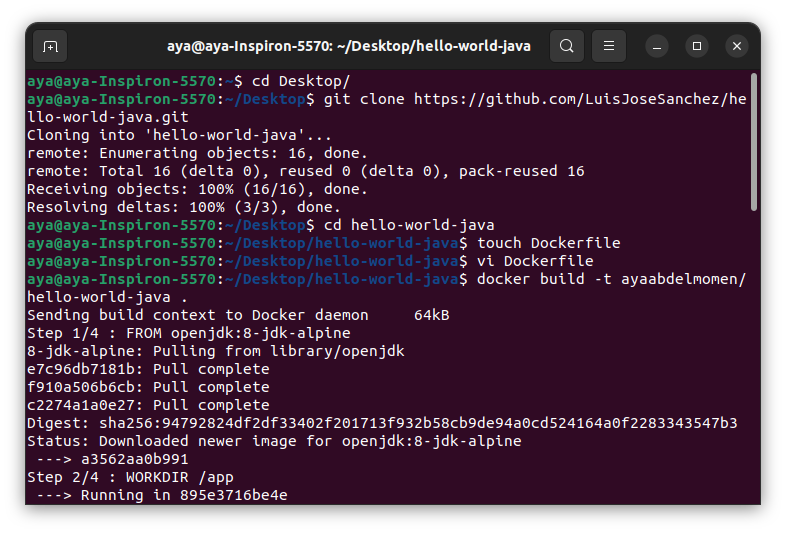 aya@aya-Inspiron-5570: ~/Desktop/hello-world-java
aya@aya-Inspiron-5570:~$ cd Desktop/
aya@aya-Inspiron-5570:~/Desktop$ git clone https://github.com/LuisJoseSanchez/he
llo-world-java.git
Cloning into 'hello-world-java'...
remote: Enumerating objects: 16, done.
remote: Total 16 (delta 0), reused 0 (delta 0), pack-reused 16
Receiving objects: 100% (16/16), done.
Resolving deltas: 100% (3/3), done.
aya@aya-Inspiron-5570:~/Desktop$ cd hello-world-java
aya@aya-Inspiron-5570:~/Desktop/hello-world-java$ touch Dockerfile
aya@aya-Inspiron-5570:~/Desktop/hello-world-java$ vi Dockerfile
aya@aya-Inspiron-5570:~/Desktop/hello-world-java$ docker build -t ayaabdelmomen/
hello-world-java .
Sending build context to Docker daemon     64kB
Step 1/4 : FROM openjdk:8-jdk-alpine
8-jdk-alpine: Pulling from library/openjdk
e7c96db7181b: Pull complete
f910a506b6cb: Pull complete
c2274a1a0e27: Pull complete
Digest: sha256:94792824df2df33402f201713f932b58cb9de94a0cd524164a0f2283343547b3
Status: Downloaded newer image for openjdk:8-jdk-alpine
 ---> a3562aa0b991
Step 2/4 : WORKDIR /app
 ---> Running in 895e3716be4e